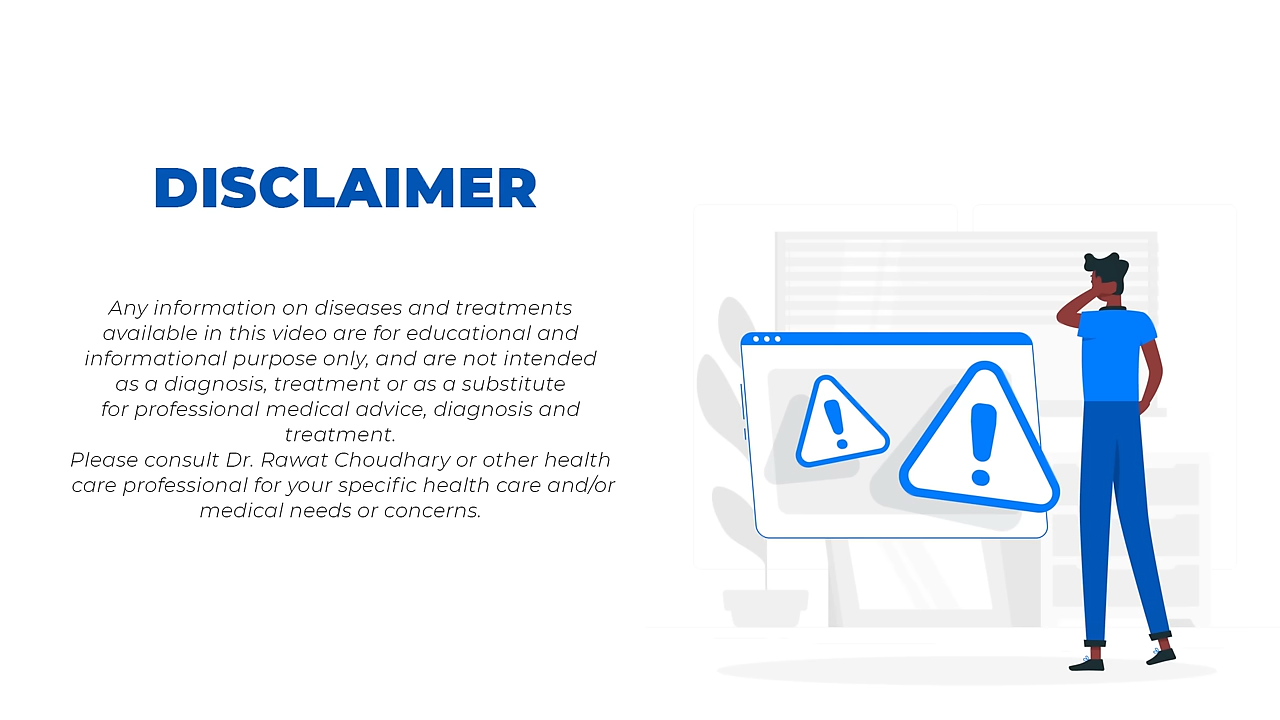 DISCLAIMER
Any information on diseases and treatments
available in this video are for educational and
informational purpose only, and are not intended
as a diagnosis, treatment or as a substitute
for professional medical advice, diagnosis and
treatment.
Please consult Dr. Rawat Choudhary or other health
care professional for your specific health care and/or
medical needs or concerns.